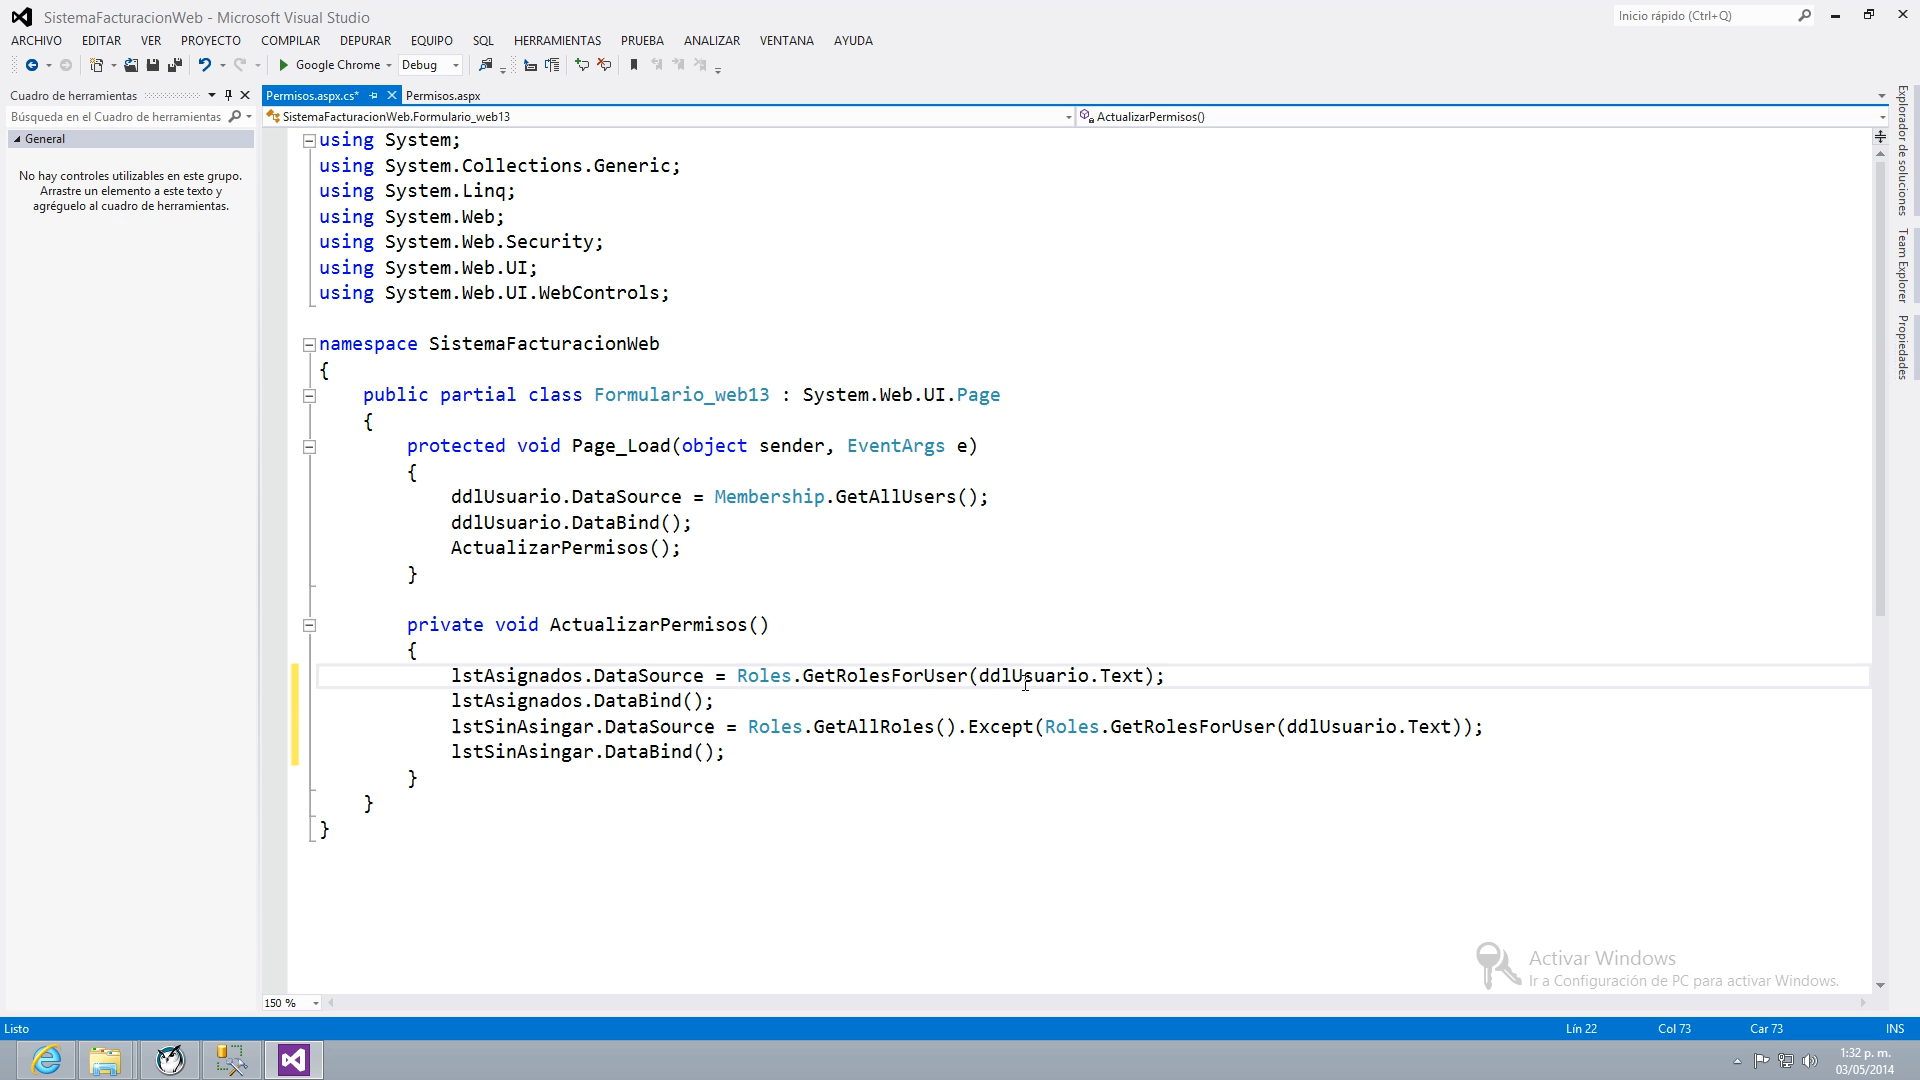 SistemaFacturacionWeb - Microsoft Visual Studio
Inicio rápido (Ctrl+Q)
ARCHIVO EDITAR VER PROYECTO COMPILAR DEPURAR EQUIPO SQL HERRAMIENTAS PRUEBA ANALIZAR VENTANA AYUDA
Google Chrome Debug
Cuadro de herramientas
Permisos.aspx.cs* Permisos.aspx
Búsqueda en el Cuadro de herramientas
SistemaFacturacionWeb.Formulario_web13
ActualizarPermisos()
General
No hay controles utilizables en este grupo.
Arrastre un elemento a este texto y
agréguelo al cuadro de herramientas.
using System;
using System.Collections.Generic;
using System.Linq;
using System.Web;
using System.Web.Security;
using System.Web.UI;
using System.Web.UI.WebControls;
namespace SistemaFacturacionWeb
{
public partial class Formulario_web13 : System.Web.UI.Page
{
protected void Page_Load(object sender, EventArgs e)
{
ddlUsuario.DataSource = Membership.GetAllUsers();
ddlUsuario.DataBind();
ActualizarPermisos();
}
private void ActualizarPermisos()
{
lstAsignados.DataSource = Roles.GetRolesForUser(ddlUsuario.Text);
lstAsignados.DataBind();
lstSinAsingar.DataSource = Roles.GetAllRoles().Except(Roles.GetRolesForUser(ddlUsuario.Text));
lstSinAsingar.DataBind();
}
}
}
Explorador de soluciones
Team Explorer
Propiedades
Activar Windows
Ir a Configuración de PC para activar Windows.
150 %
Listo
Lín 22 Col 73 Car 73 INS
1:32 p. m.
03/05/2014